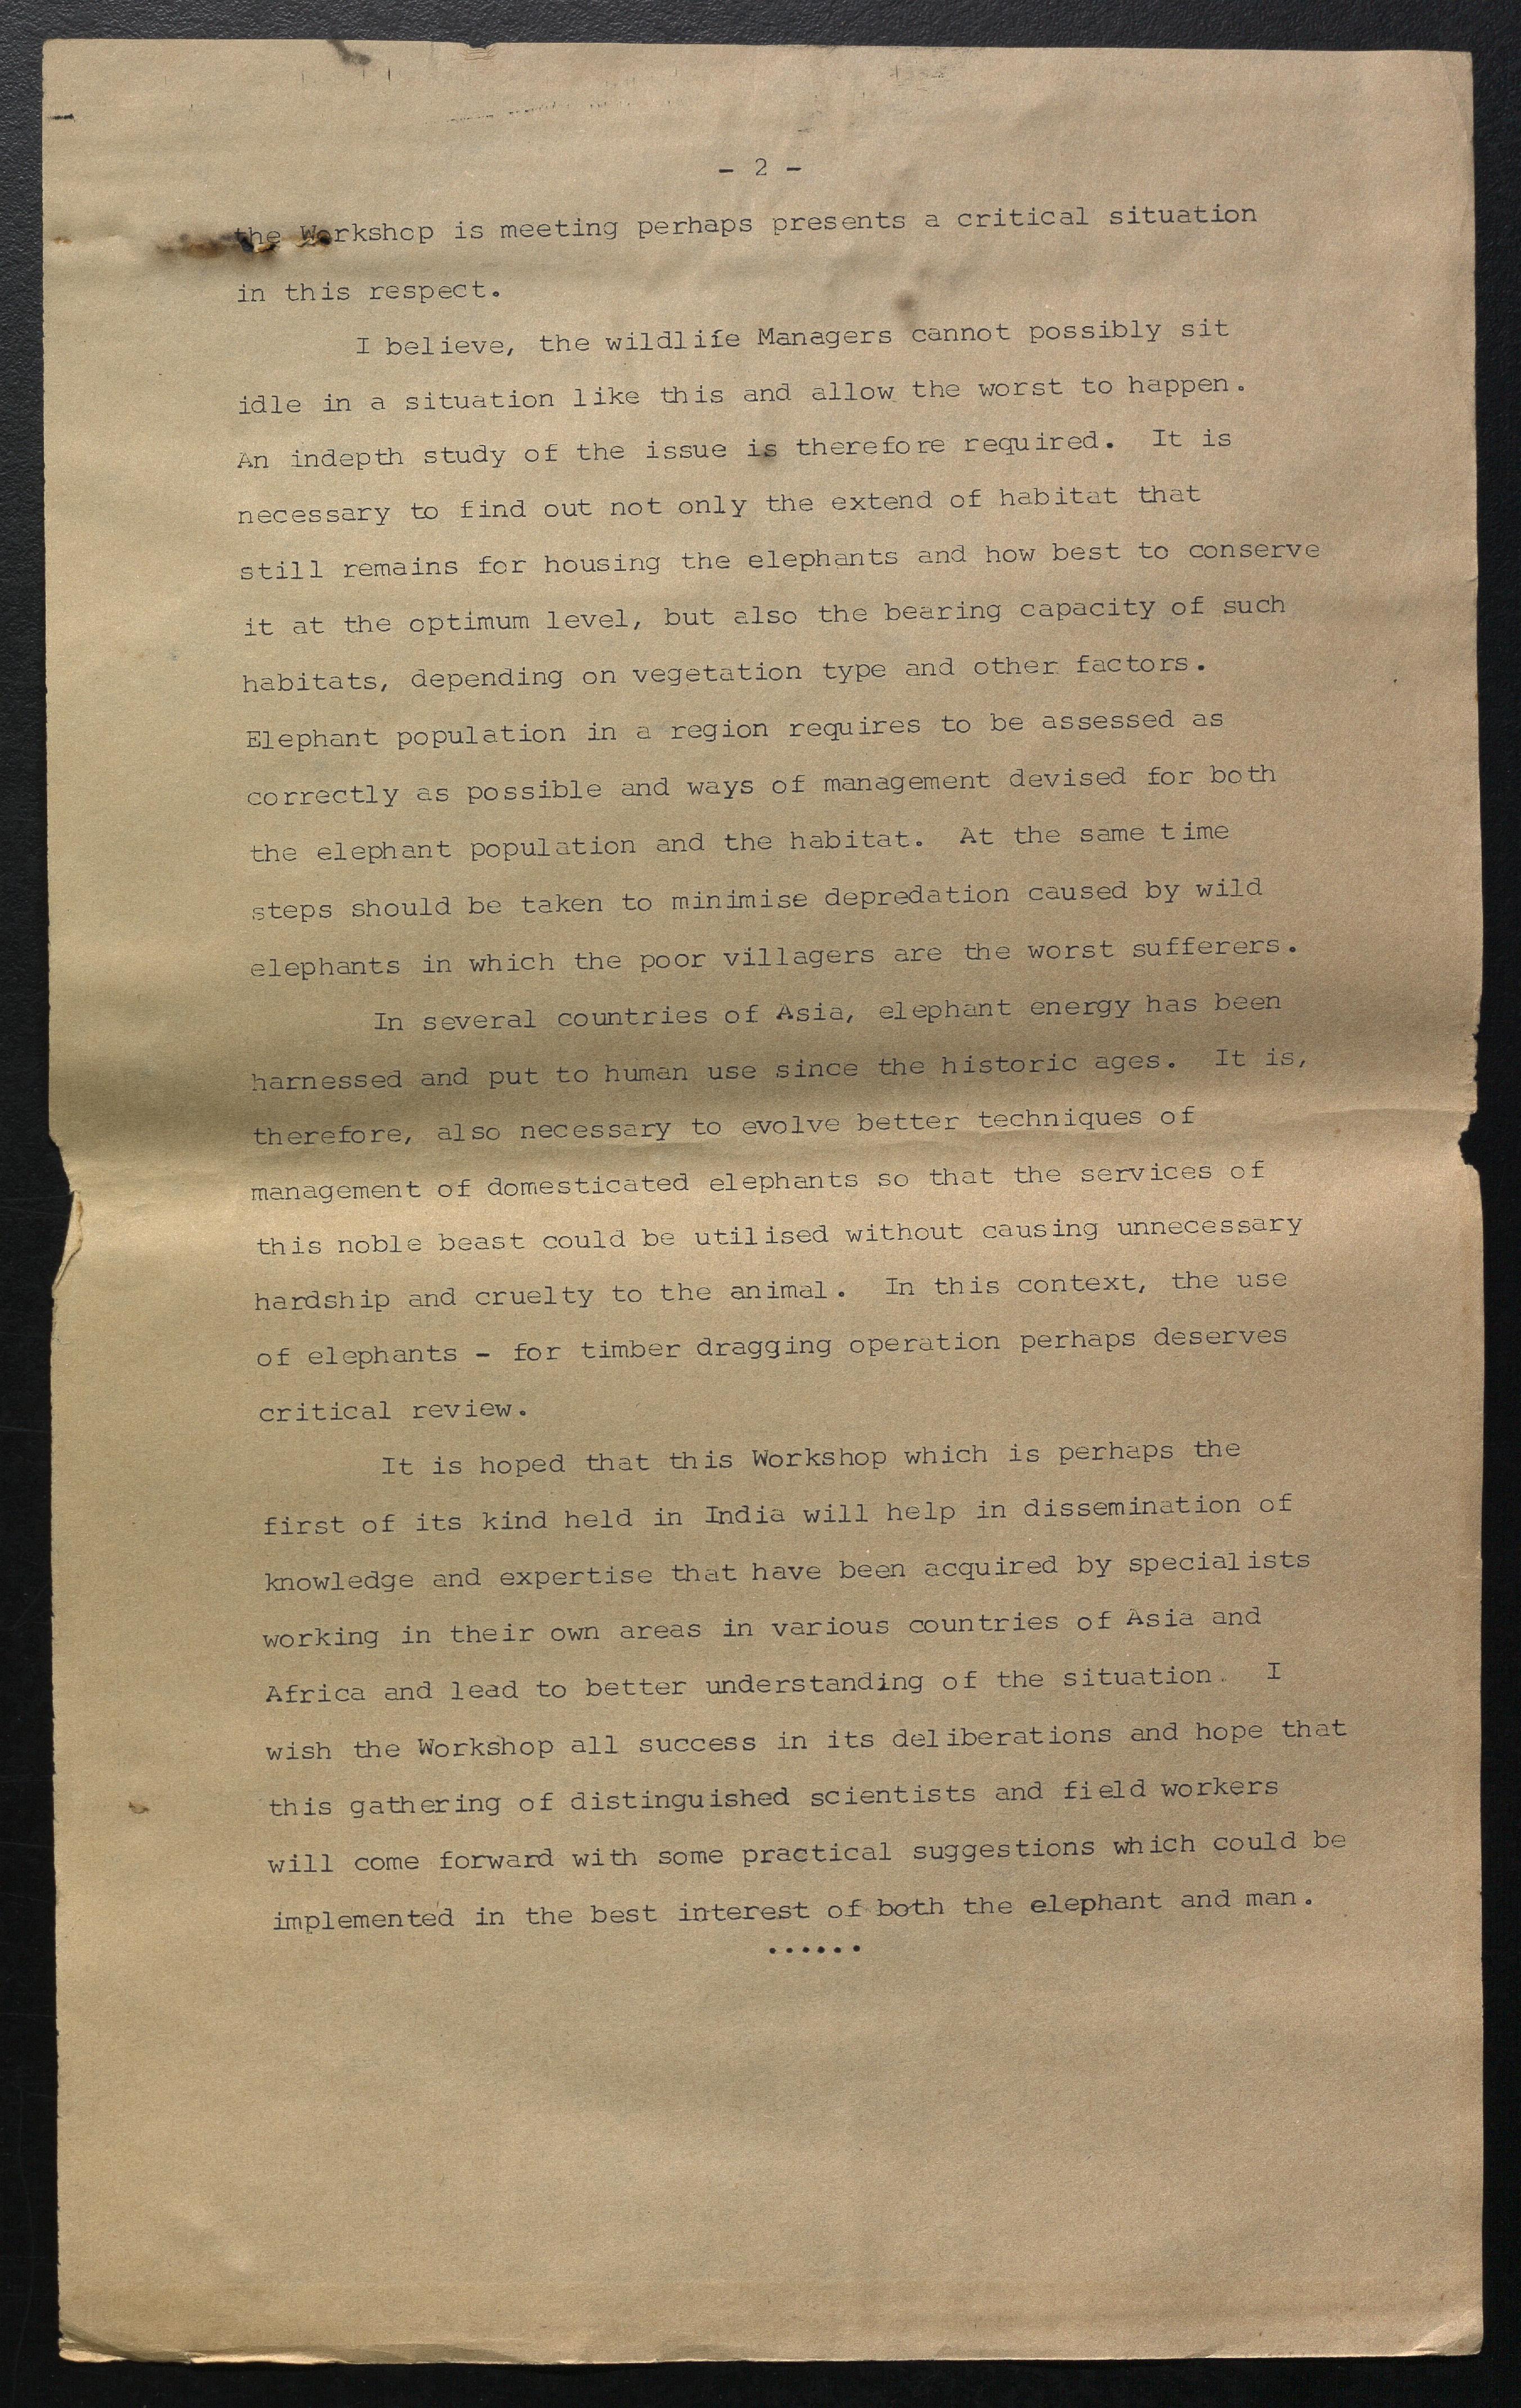 - 2 -
the Workshop is meeting perhaps presents a critical situation
in this respect.
I believe, the wildlife Managers cannot possibly sit
idle in a situation like this and allow the worst to happen.
An indepth study of the issue is therefore required. It is
necessary to find out not only the extend of habitat that
still remains for housing the elephants and how best to conserve
it at the optimum level, but also the bearing capacity of such
habitats, depending on vegetation type and other factors.
Elephant population in a region requires to be assessed as
correctly as possible and ways of management devised for both
the elephant population and the habitat. At the same time
steps should be taken to minimise depredation caused by wild
elephants in which the poor villagers are the worst sufferers.
In several countries of Asia, elephant energy has been
harnessed and put to human use since the historic ages. It is,
therefore, also necessary to evolve better techniques of
management of domesticated elephants so that the services of
this noble beast could be utilised without causing unnecessary
hardship and cruelty to the animal. In this context, the use
of elephants - for timber dragging operation perhaps deserves
critical review.
It is hoped that this Workshop which is perhaps the
first of its kind held in India will help in dissemination of
knowledge and expertise that have been acquired by specialists
working in their own areas in various countries of Asia and
Africa and lead to better understanding of the situation. I
wish the Workshop all success in its deliberations and hope that
this gathering of distinguished scientists and field workers
will come forward with some practical suggestions which could be
implemented in the best interest of both the elephant and man.
......